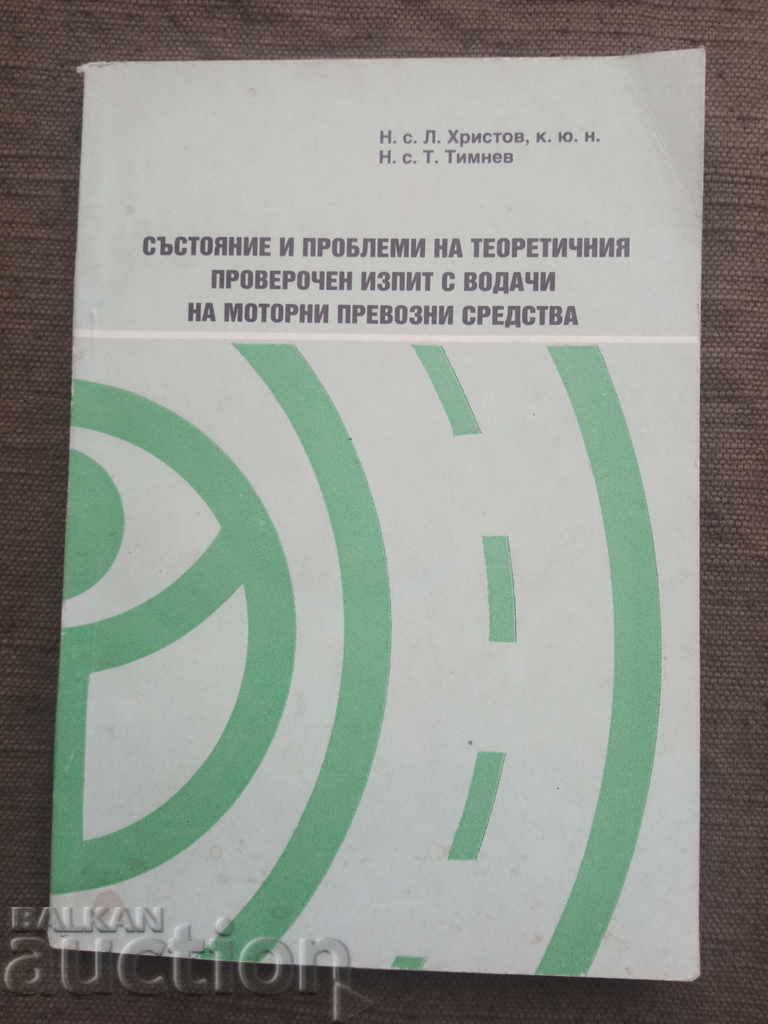 Н. с. Л. Христов, к. ю. н.
Н. с. Т. Тимнев
СЪСТОЯНИЕ И ПРОБЛЕМИ НА ТЕОРЕТИЧНИЯ
ПРОВЕРОЧЕН ИЗПИТ С ВОДАЧИ
НА МОТОРНИ ПРЕВОЗНИ СРЕДСТВА
BALKAN
auction